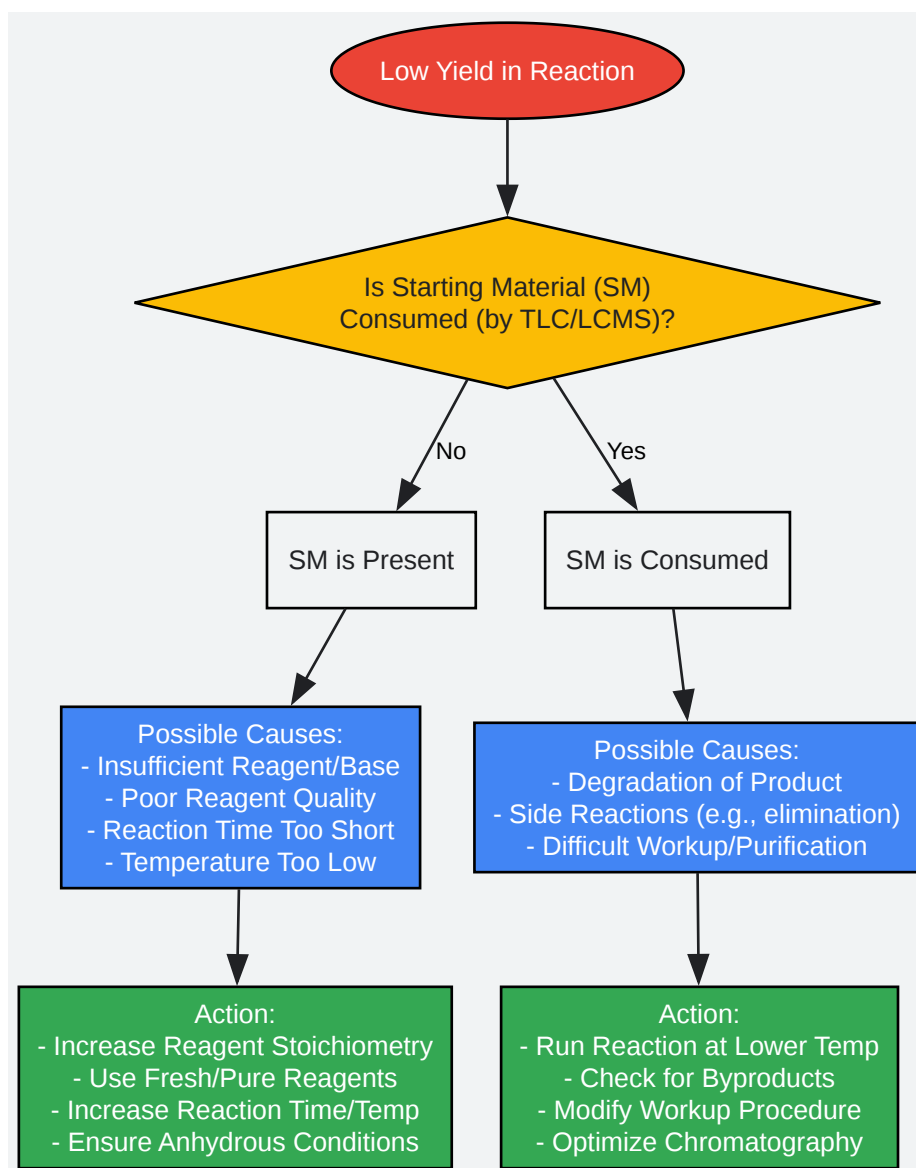 Low Yield in Reaction
Is Starting Material (SM)
Consumed (by TLC/LCMS)?
No
Yes
SM is Present
SM is Consumed
Possible Causes:
- Insufficient Reagent/Base
- Poor Reagent Quality
- Reaction Time Too Short
- Temperature Too Low
Possible Causes:
- Degradation of Product
- Side Reactions (e.g., elimination)
- Difficult Workup/Purification
Action:
- Increase Reagent Stoichiometry
- Use Fresh/Pure Reagents
- Increase Reaction Time/Temp
- Ensure Anhydrous Conditions
Action:
- Run Reaction at Lower Temp
- Check for Byproducts
- Modify Workup Procedure
- Optimize Chromatography